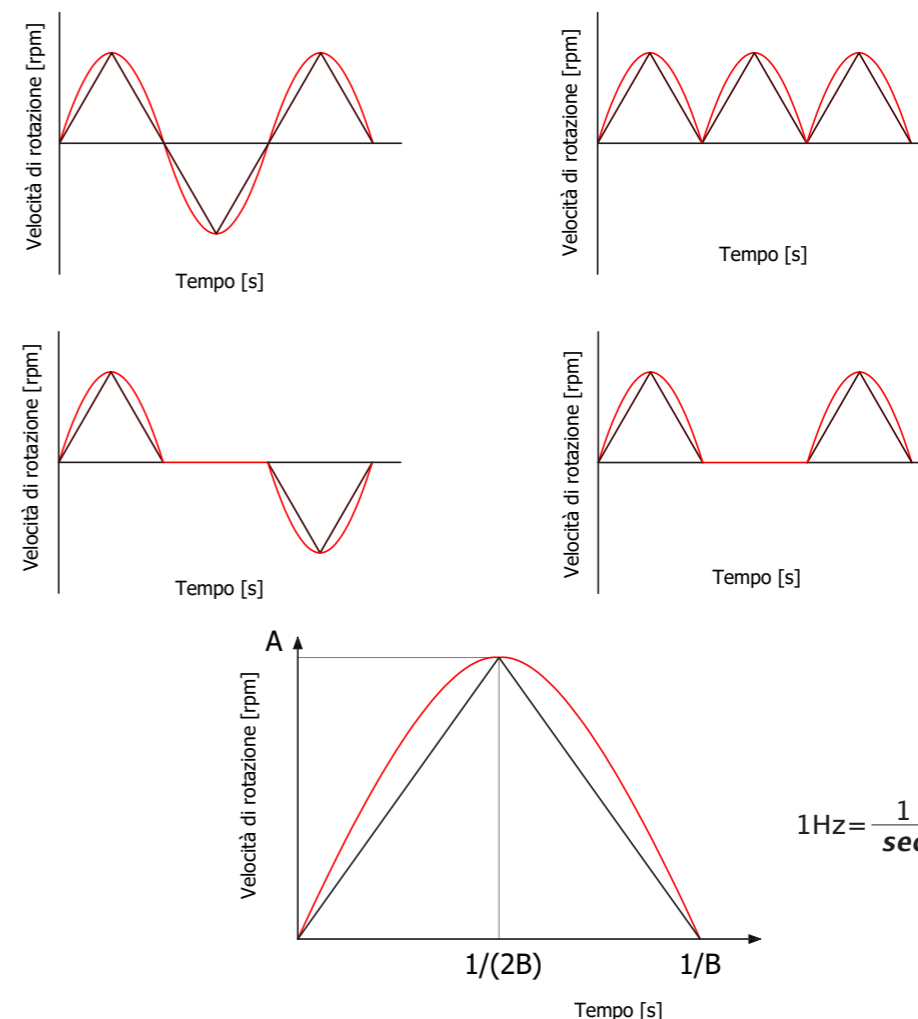 Velocità di rotazione [rpm]
Tempo [s]
Velocità di rotazione [rpm]
Tempo [s]
Velocità di rotazione [rpm]
Tempo [s]
Velocità di rotazione [rpm]
Tempo [s]
A
Velocità di rotazione [rpm]
1/(2B)
1/B
Tempo [s]
1Hz=1/sec